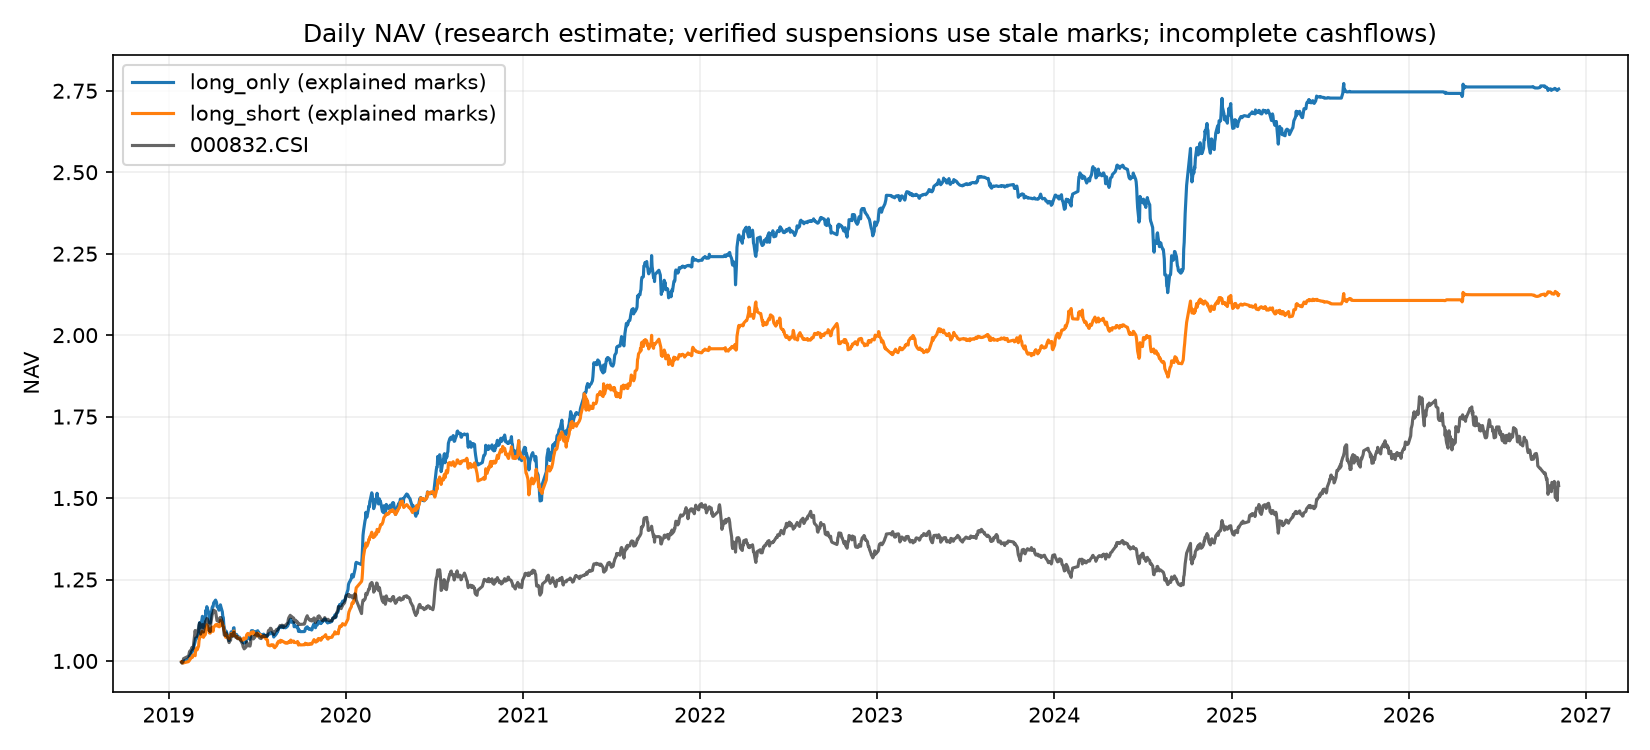 Daily NAV (research estimate; verified suspensions use stale marks; incomplete cashflows)
long_only (explained marks)
long_short (explained marks)
000832.CSI
NAV
2.75
2.50
2.25
2.00
1.75
1.50
1.25
1.00
2019 2020 2021 2022 2023 2024 2025 2026 2027